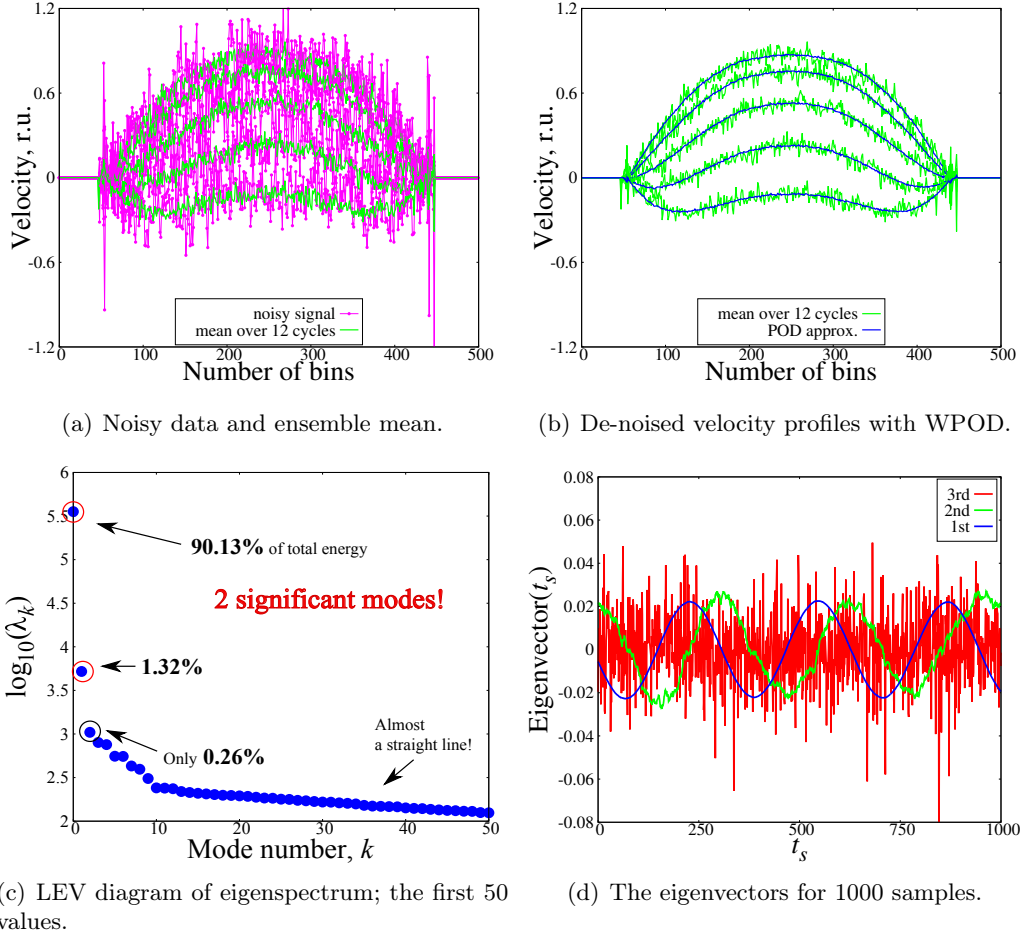 1.2
0.6
0
-0.6
-1.2
Velocity, r.u.
noisy signal
mean over 12 cycles
0 100 200 300 400 500
Number of bins
(a) Noisy data and ensemble mean.
1.2
0.6
0
-0.6
-1.2
Velocity, r.u.
mean over 12 cycles
POD approx.
0 100 200 300 400 500
Number of bins
(b) De-noised velocity profiles with WPOD.
6
5.5
5
4.5
4
3.5
3
2.5
2
log10(λk)
90.13% of total energy
2 significant modes!
1.32%
Only 0.26%
Almost
a straight line!
0 10 20 30 40 50
Mode number, k
(c) LEV diagram of eigenspectrum; the first 50
values.
0.08
0.06
0.04
0.02
0
-0.02
-0.04
-0.06
-0.08
Eigenvector(ts)
3rd
2nd
1st
0 250 500 750 1000
ts
(d) The eigenvectors for 1000 samples.